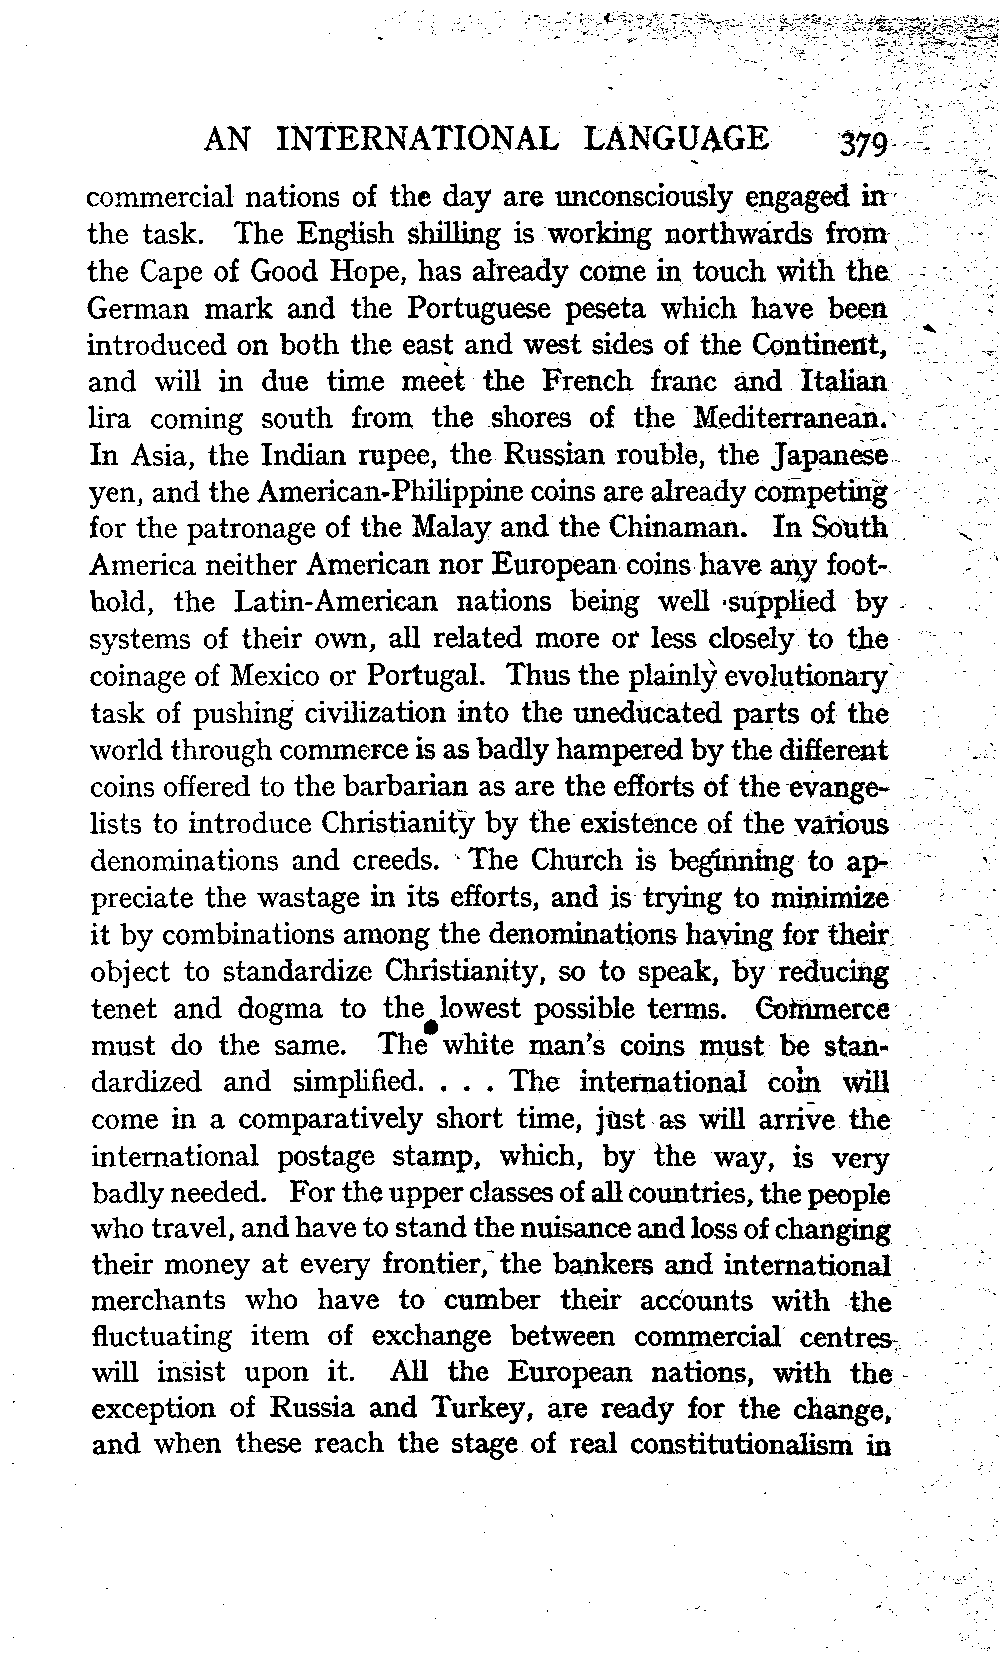 AN INTERNATIONAL LANGUAGE 379
commercial nations of the day are unconsciously engaged in
the task. The English shilling is working northwards from
the Cape of Good Hope, has already come in touch with the
German mark and the Portuguese peseta which have been
introduced on both the east and west sides of the Continent,
and will in due time meet the French franc and Italian
lira coming south from the shores of the Mediterranean.
In Asia, the Indian rupee, the Russian rouble, the Japanese
yen, and the American-Philippine coins are already competing
for the patronage of the Malay and the Chinaman. In South
America neither American nor European coins have any foot-
hold, the Latin-American nations being well supplied by
systems of their own, all related more or less closely to the
coinage of Mexico or Portugal. Thus the plainly evolutionary
task of pushing civilization into the uneducated parts of the
world through commerce is as badly hampered by the different
coins offered to the barbarian as are the efforts of the evange-
lists to introduce Christianity by the existence of the various
denominations and creeds. The Church is beginning to ap-
preciate the wastage in its efforts, and is trying to minimize
it by combinations among the denominations having for their
object to standardize Christianity, so to speak, by reducing
tenet and dogma to the lowest possible terms. Commerce
must do the same. The white man's coins must be stan-
dardized and simplified. . . . The international coin will
come in a comparatively short time, just as will arrive the
international postage stamp, which, by the way, is very
badly needed. For the upper classes of all countries, the people
who travel, and have to stand the nuisance and loss of changing
their money at every frontier, the bankers and international
merchants who have to cumber their accounts with the
fluctuating item of exchange between commercial centres
will insist upon it. All the European nations, with the
exception of Russia and Turkey, are ready for the change,
and when these reach the stage of real constitutionalism in